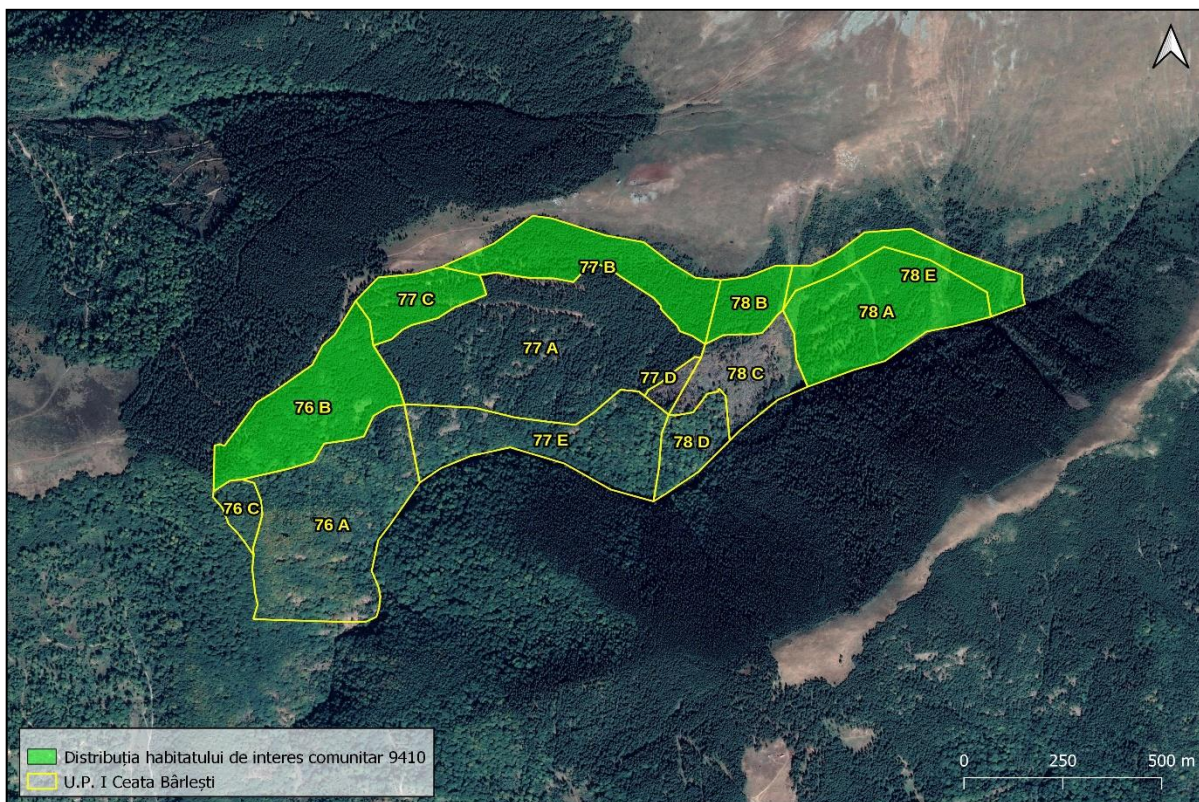 77 B
78 E
77 C
78 B
78 A
77 A
77 D
78 C
76 B
77 E
78 D
76 C
76 A
Distribuția habitatului de interes comunitar 9410
U.P. I Ceata Bârlești
0 250 500 m